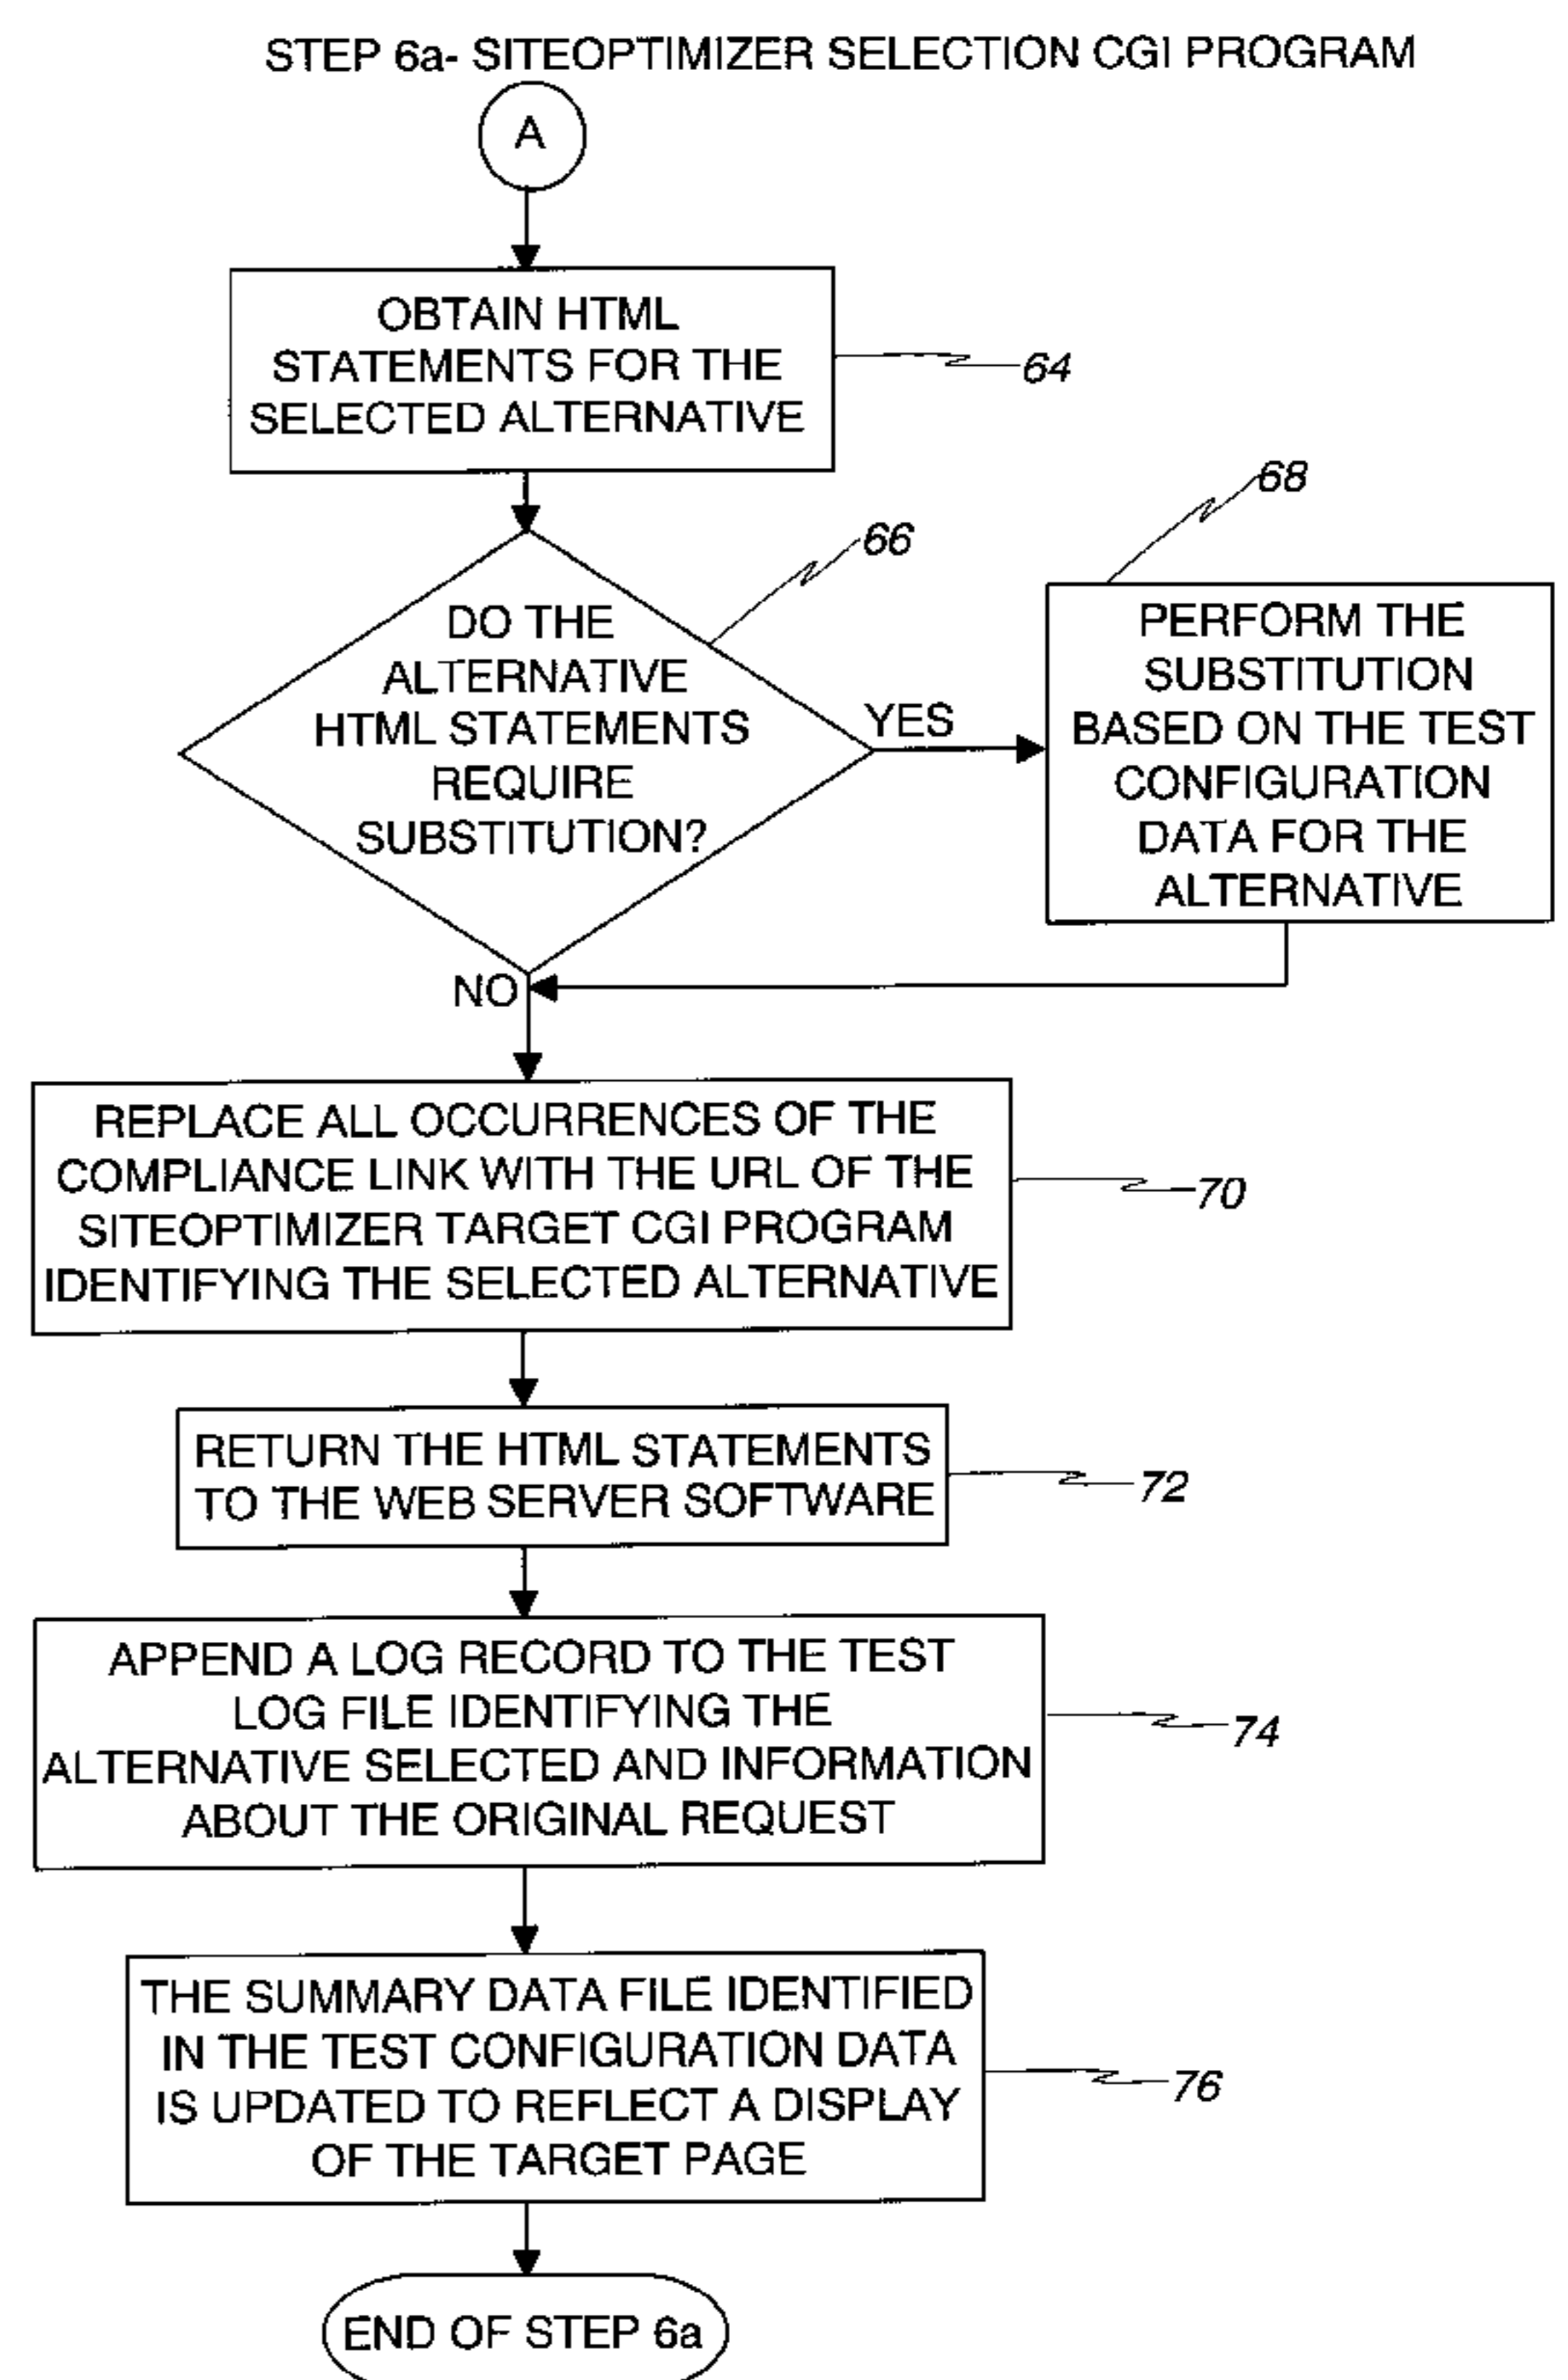 STEP 6a- SITEOPTIMIZER SELECTION CGI PROGRAM
A
OBTAIN HTML
STATEMENTS FOR THE
SELECTED ALTERNATIVE
64
66
DO THE
ALTERNATIVE
HTML STATEMENTS
REQUIRE
SUBSTITUTION?
YES
68
PERFORM THE
SUBSTITUTION
BASED ON THE TEST
CONFIGURATION
DATA FOR THE
ALTERNATIVE
NO
REPLACE ALL OCCURRENCES OF THE
COMPLIANCE LINK WITH THE URL OF THE
SITEOPTIMIZER TARGET CGI PROGRAM
IDENTIFYING THE SELECTED ALTERNATIVE
70
RETURN THE HTML STATEMENTS
TO THE WEB SERVER SOFTWARE
72
APPEND A LOG RECORD TO THE TEST
LOG FILE IDENTIFYING THE
ALTERNATIVE SELECTED AND INFORMATION
ABOUT THE ORIGINAL REQUEST
74
THE SUMMARY DATA FILE IDENTIFIED
IN THE TEST CONFIGURATION DATA
IS UPDATED TO REFLECT A DISPLAY
OF THE TARGET PAGE
76
END OF STEP 6a